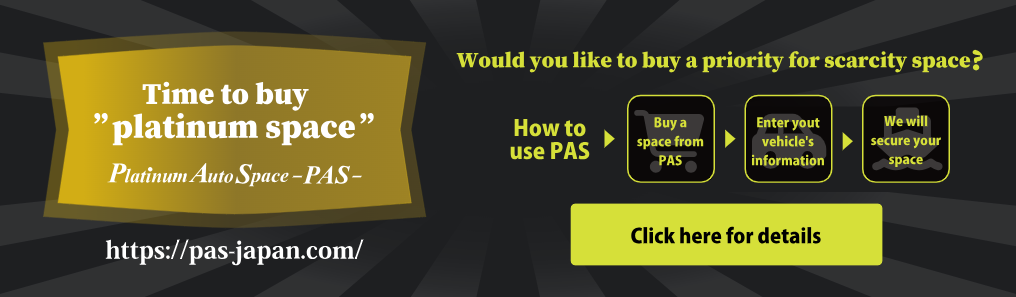 Time to buy
”platinum space”
Platinum Auto Space –PAS–
https://pas-japan.com/
Would you like to buy a priority for scarcity space?
How to
use PAS
Buy a
space from
PAS
Enter yout
vehicle's
information
We will
secure your
space
Click here for details